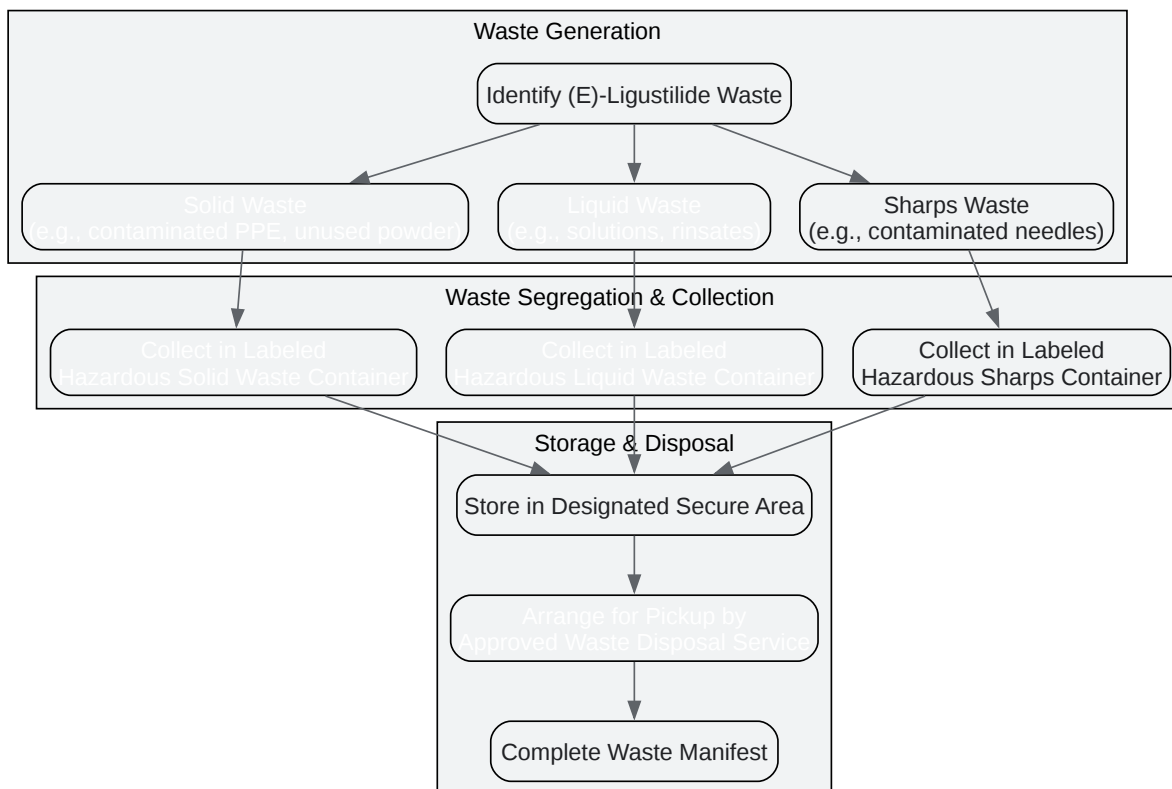 Waste Generation
Identify (E)-Ligustilide Waste
Solid Waste
(e.g., contaminated PPE, unused powder)
Liquid Waste
(e.g., solutions, rinsates)
Sharps Waste
(e.g., contaminated needles)
Waste Segregation & Collection
Collect in Labeled
Hazardous Solid Waste Container
Collect in Labeled
Hazardous Liquid Waste Container
Collect in Labeled
Hazardous Sharps Container
Storage & Disposal
Store in Designated Secure Area
Arrange for Pickup by
Approved Waste Disposal Service
Complete Waste Manifest